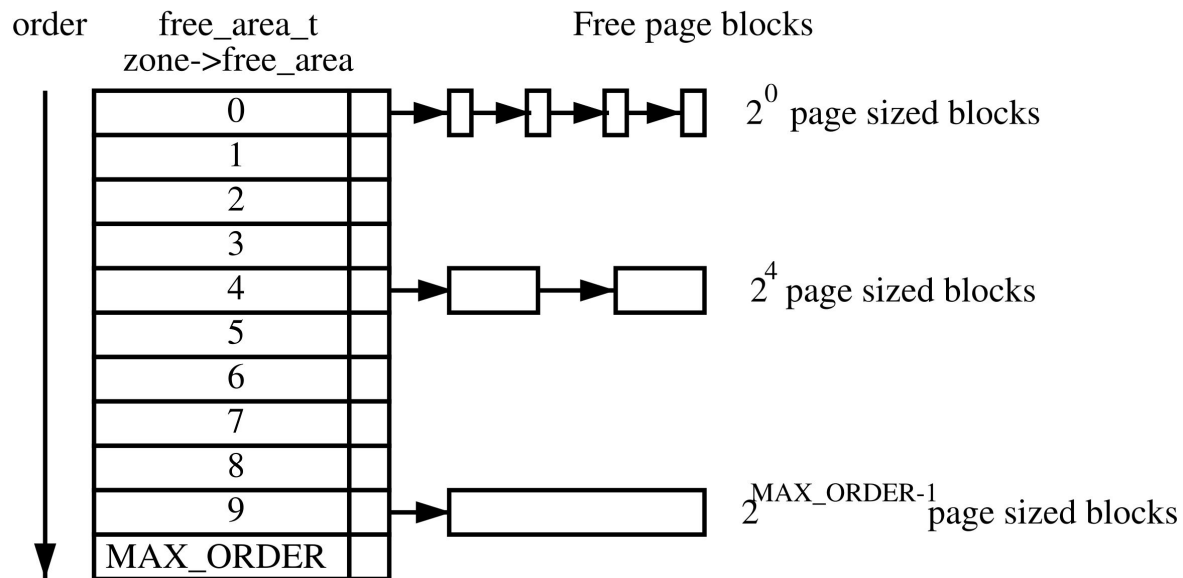 order free_area_t Free page blocks
zone->free_area
0 2^0 page sized blocks
1
2
3
4 2^4 page sized blocks
5
6
7
8
9 2^MAX_ORDER-1 page sized blocks
MAX_ORDER